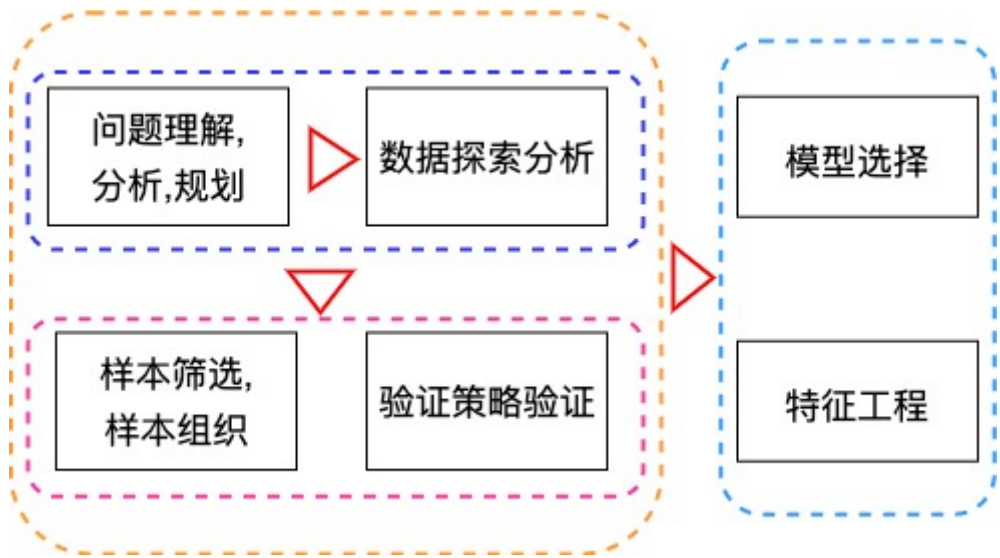 问题理解,
分析,规划
数据探索分析
样本筛选,
样本组织
验证策略验证
模型选择
特征工程